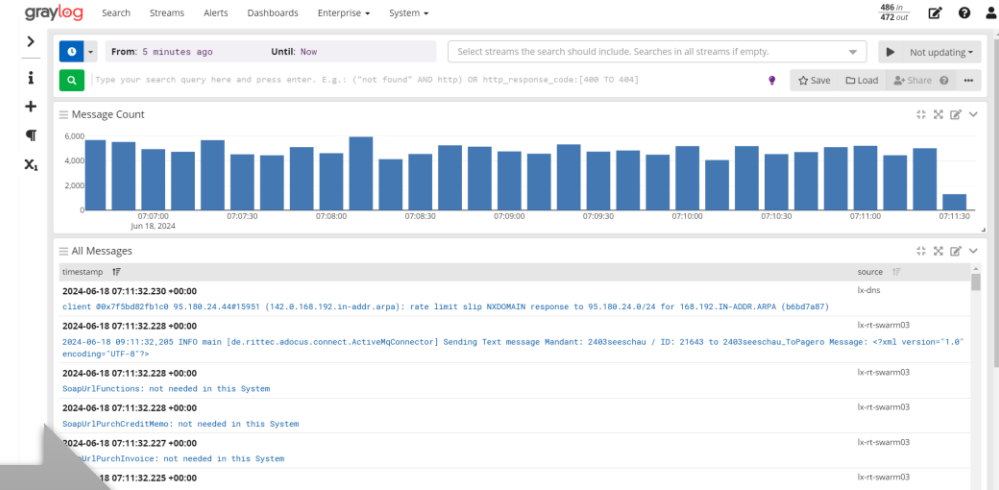 graylog Search Streams Alerts Dashboards Enterprise System 486 in
472 out
From: 5 minutes ago Until: Now Select streams the search should include. Searches in all streams if empty. Not updating
Type your search query here and press enter. E.g.: ("not found" AND http) OR http_response_code:[400 TO 404] Save Load Share
Message Count
6,000
4,000
2,000
0
07:07:00 07:07:30 07:08:00 07:08:30 07:09:00 07:09:30 07:10:00 07:10:30 07:11:00 07:11:30
Jun 18, 2024
All Messages
timestamp source
2024-06-18 07:11:32.230 +00:00 lx-dns
client @0x7f5bd82fb1c0 95.180.24.44#15951 (142.0.168.192.in-addr.arpa): rate limit slip NXDOMAIN response to 95.180.24.0/24 for 168.192.IN-ADDR.ARPA (b6bd7a87)
2024-06-18 07:11:32.228 +00:00 lx-rt-swarm03
2024-06-18 09:11:32,205 INFO main [de.rittec.adocus.connect.ActiveMqConnector] Sending Text message Mandant: 2403seeschau / ID: 21643 to 2403seeschau_ToPagero Message: <?xml version="1.0"
encoding="UTF-8"?>
2024-06-18 07:11:32.228 +00:00 lx-rt-swarm03
SoapUrlFunctions: not needed in this System
2024-06-18 07:11:32.228 +00:00 lx-rt-swarm03
SoapUrlPurchCreditMemo: not needed in this System
18 07:11:32.227 +00:00 lx-rt-swarm03
UrlPurchInvoice: not needed in this System
18 07:11:32.225 +00:00 lx-rt-swarm03